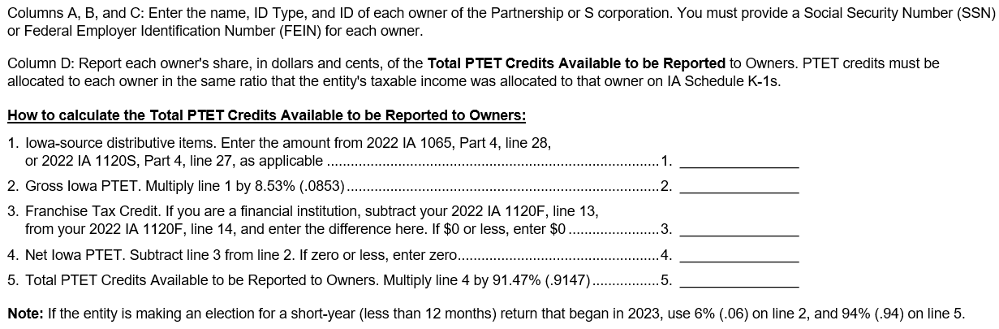 Columns A, B, and C: Enter the name, ID Type, and ID of each owner of the Partnership or S corporation. You must provide a Social Security Number (SSN)
or Federal Employer Identification Number (FEIN) for each owner.
Column D: Report each owner's share, in dollars and cents, of the Total PTET Credits Available to be Reported to Owners. PTET credits must be
allocated to each owner in the same ratio that the entity's taxable income was allocated to that owner on IA Schedule K-1s.
How to calculate the Total PTET Credits Available to be Reported to Owners:
1. Iowa-source distributive items. Enter the amount from 2022 IA 1065, Part 4, line 28,
or 2022 IA 1120S, Part 4, line 27, as applicable ....................................................................................1. ________________
2. Gross Iowa PTET. Multiply line 1 by 8.53% (.0853)...............................................................................2. ________________
3. Franchise Tax Credit. If you are a financial institution, subtract your 2022 IA 1120F, line 13,
from your 2022 IA 1120F, line 14, and enter the difference here. If $0 or less, enter $0 .......................3. ________________
4. Net Iowa PTET. Subtract line 3 from line 2. If zero or less, enter zero...................................................4. ________________
5. Total PTET Credits Available to be Reported to Owners. Multiply line 4 by 91.47% (.9147).................5. ________________
Note: If the entity is making an election for a short-year (less than 12 months) return that began in 2023, use 6% (.06) on line 2, and 94% (.94) on line 5.